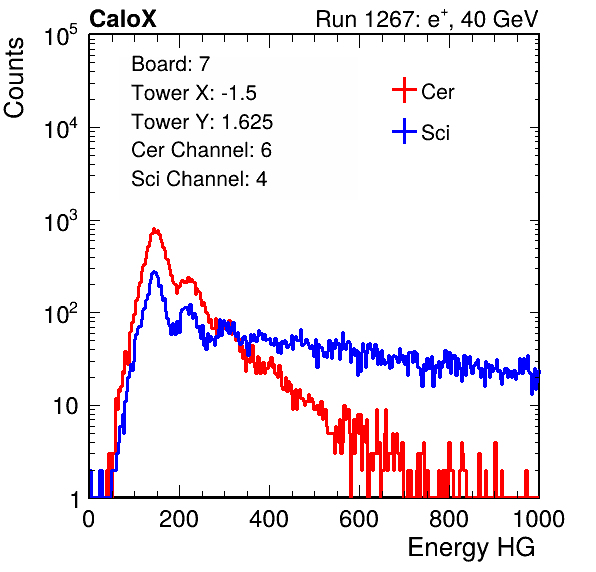 CaloX
Run 1267: e⁺, 40 GeV
Counts
10⁵
10⁴
10³
10²
10
1
Board: 7
Tower X: -1.5
Tower Y: 1.625
Cer Channel: 6
Sci Channel: 4
Cer
Sci
0 200 400 600 800 1000
Energy HG